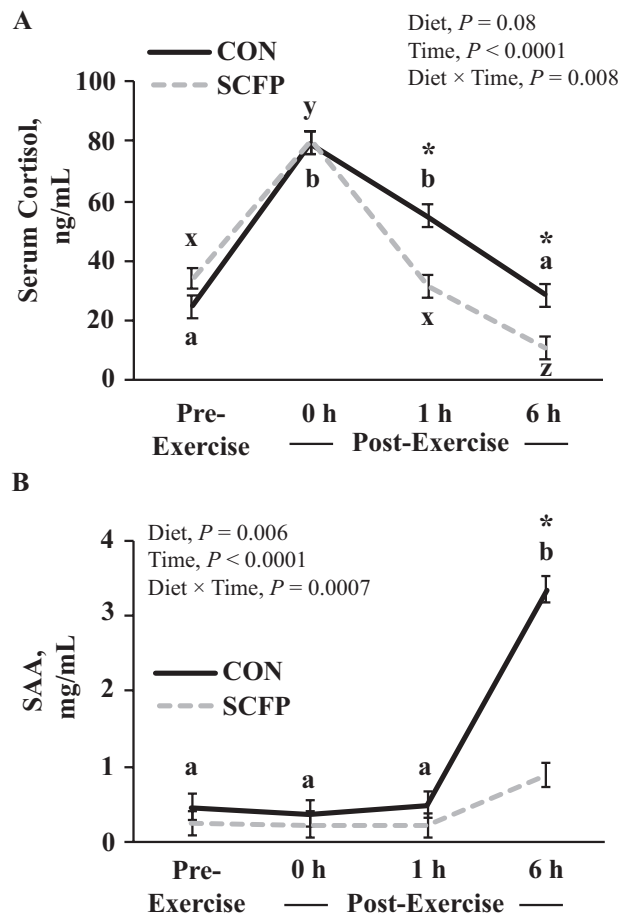 A
Diet, P = 0.08
Time, P < 0.0001
Diet × Time, P = 0.008
CON
SCFP
Serum Cortisol,
ng/mL
100
80
60
40
20
0
x
a
y
b
*
b
x
*
a
z
Pre-
Exercise
0 h
1 h
6 h
Post-Exercise
B
Diet, P = 0.006
Time, P < 0.0001
Diet × Time, P = 0.0007
CON
SCFP
SAA,
mg/mL
4
3
2
1
0
a
a
a
*
b
Pre-
Exercise
0 h
1 h
6 h
Post-Exercise